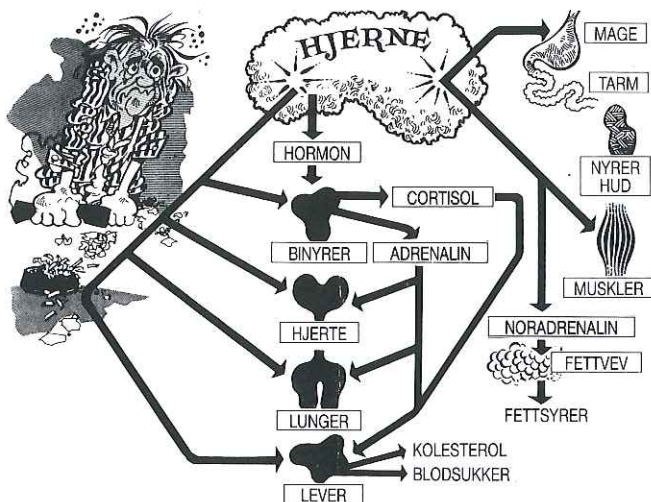 HJERNE
MAGE
TARM
NYRER
HUD
MUSKLER
HORMON
CORTISOL
BINYRER
ADRENALIN
HJERTE
LUNGER
LEVER
KOLESTEROL
BLODSUKKER
NORADRENALIN
FETTVEV
FETTSYRER